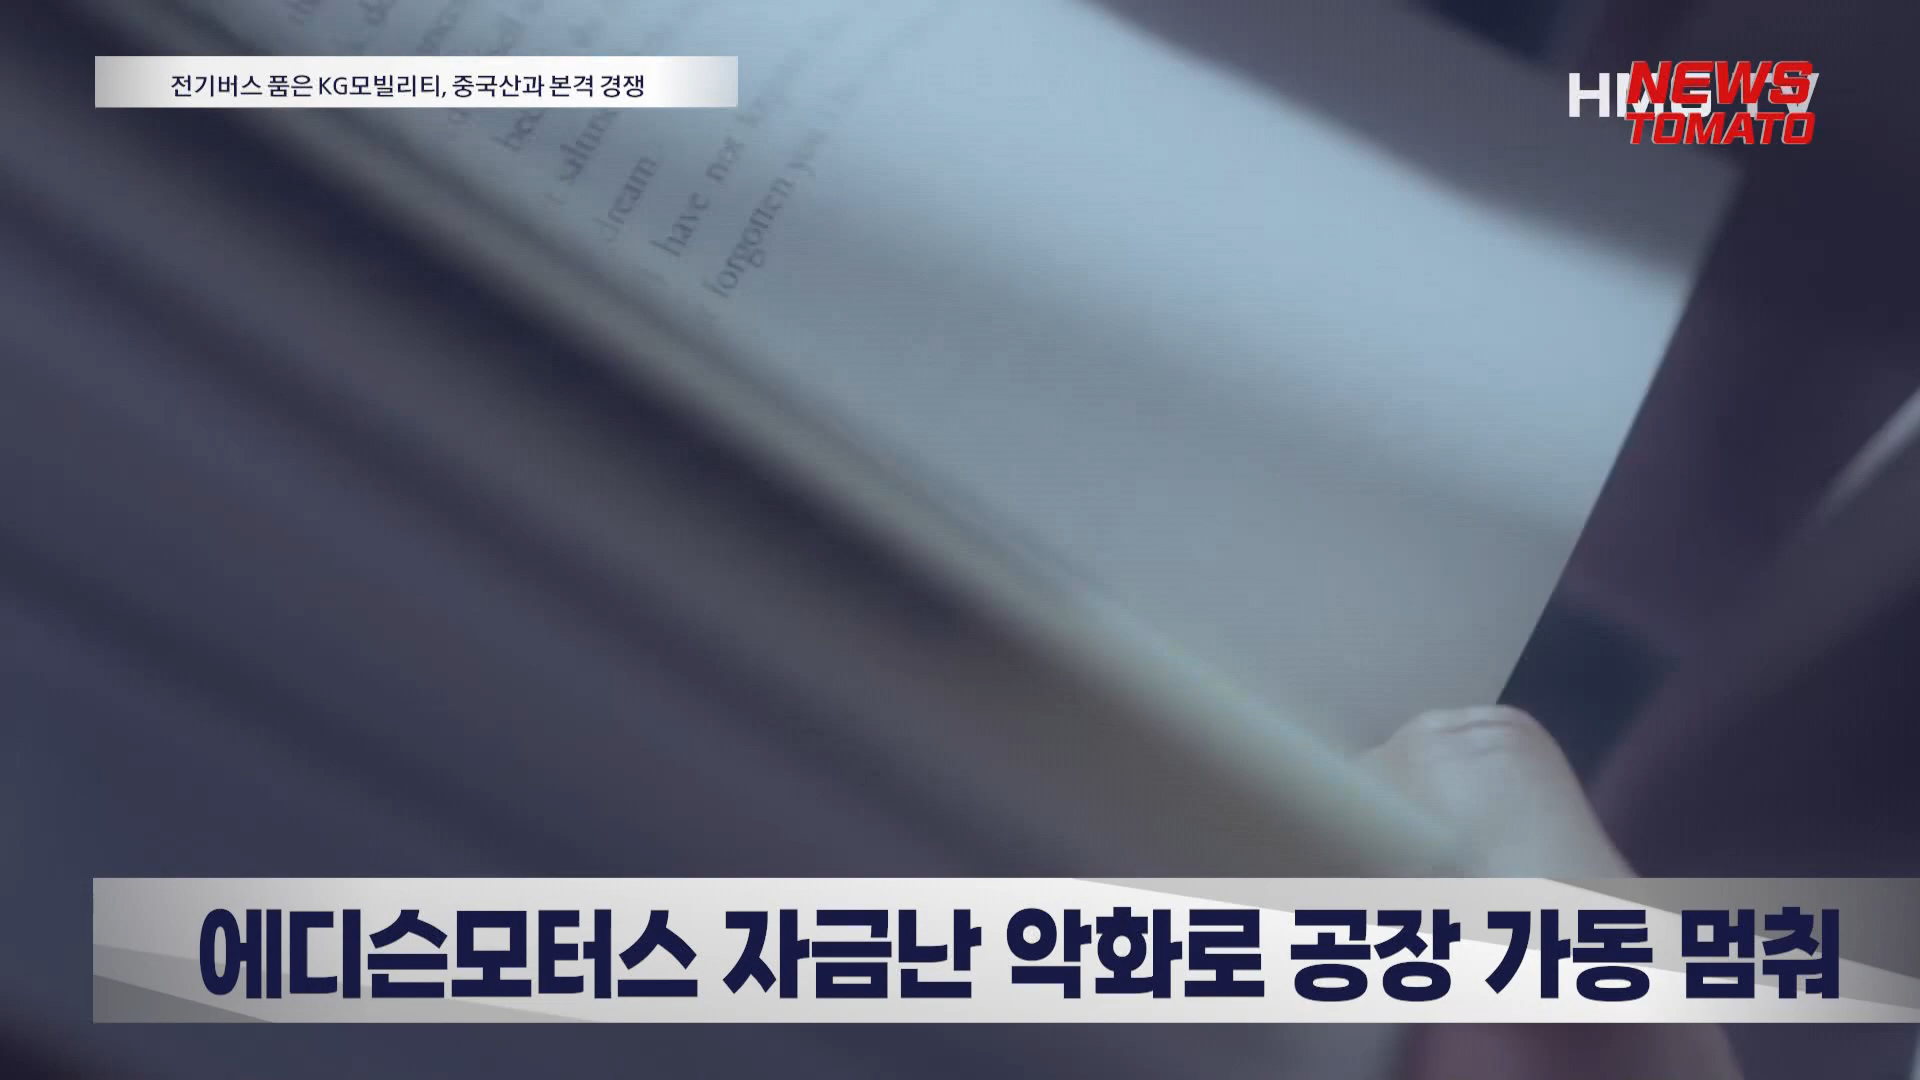 전기버스 품은 KG모빌리티, 중국산과 본격 경쟁
NEWS
TOMATO
dream
have not
forgotten you
에디슨모터스 자금난 악화로 공장 가동 멈춰